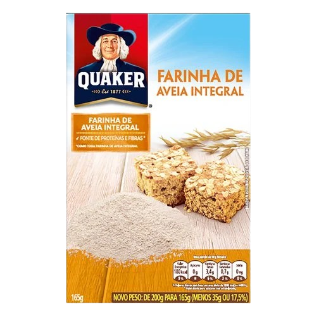 QUAKER
Est 1877
FARINHA DE
AVEIA INTEGRAL
FARINHA DE
AVEIA INTEGRAL
FONTE DE PROTEÍNAS E FIBRAS*
165g
NOVO PESO: DE 200g PARA 165g (MENOS 35g OU 17,5%)